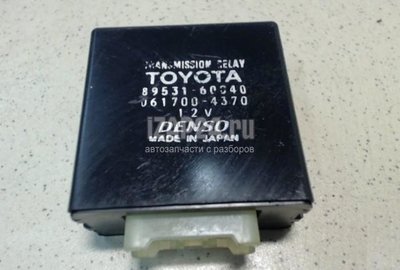 TRANSMISSION RELAY
TOYOTA
89531-60040
061700-4370
12V
DENSO
MADE IN JAPAN
автозапчасти с разборов